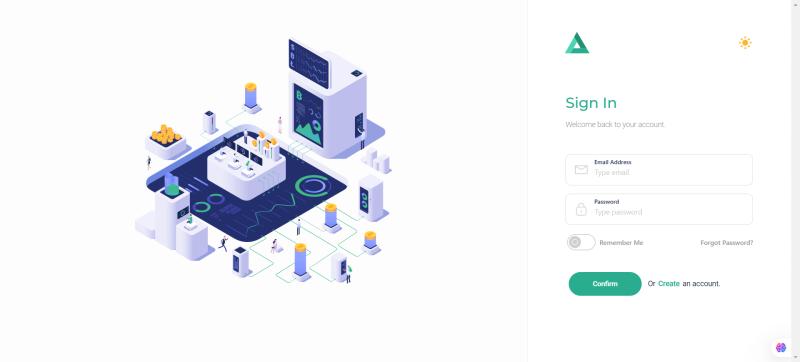 Sign In
Welcome back to your account.
Email Address
Type email
Password
Type password
Remember Me
Forgot Password?
Confirm
Or Create an account.